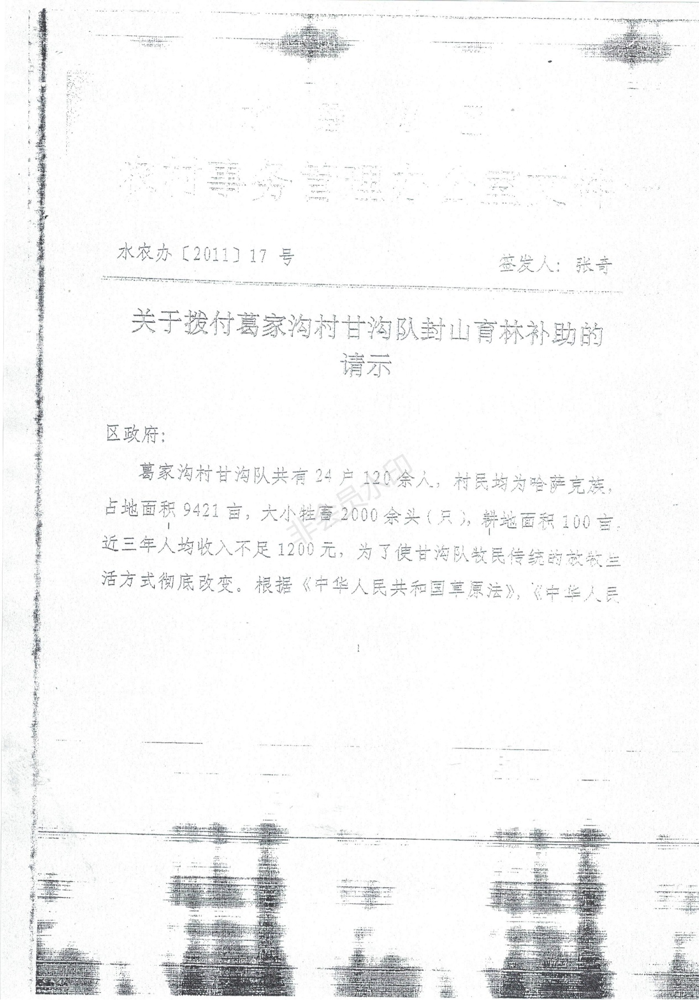 农村事务管理办公室文件
水农办〔2011〕17 号
签发人：张奇
关于拨付葛家沟村甘沟队封山育林补助的
请示
区政府：
葛家沟村甘沟队共有 24 户 120 余人，村民均为哈萨克族，
占地面积 9421 亩，大小牲畜 2000 余头（只），耕地面积 100 亩，
近三年人均收入不足 1200 元，为了使甘沟队牧民传统的放牧生
活方式彻底改变。根据《中华人民共和国草原法》，《中华人民
1
非会员水印